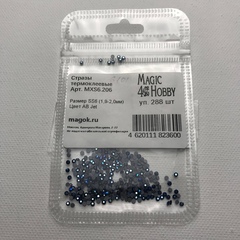 Стразы
термоклеевые
Арт. MXS6.206
Размер SS6 (1,9-2,0мм)
Цвет AB Jet
magok.ru
MAGIC
4 HOBBY
уп. 288 шт
4 620111 823600